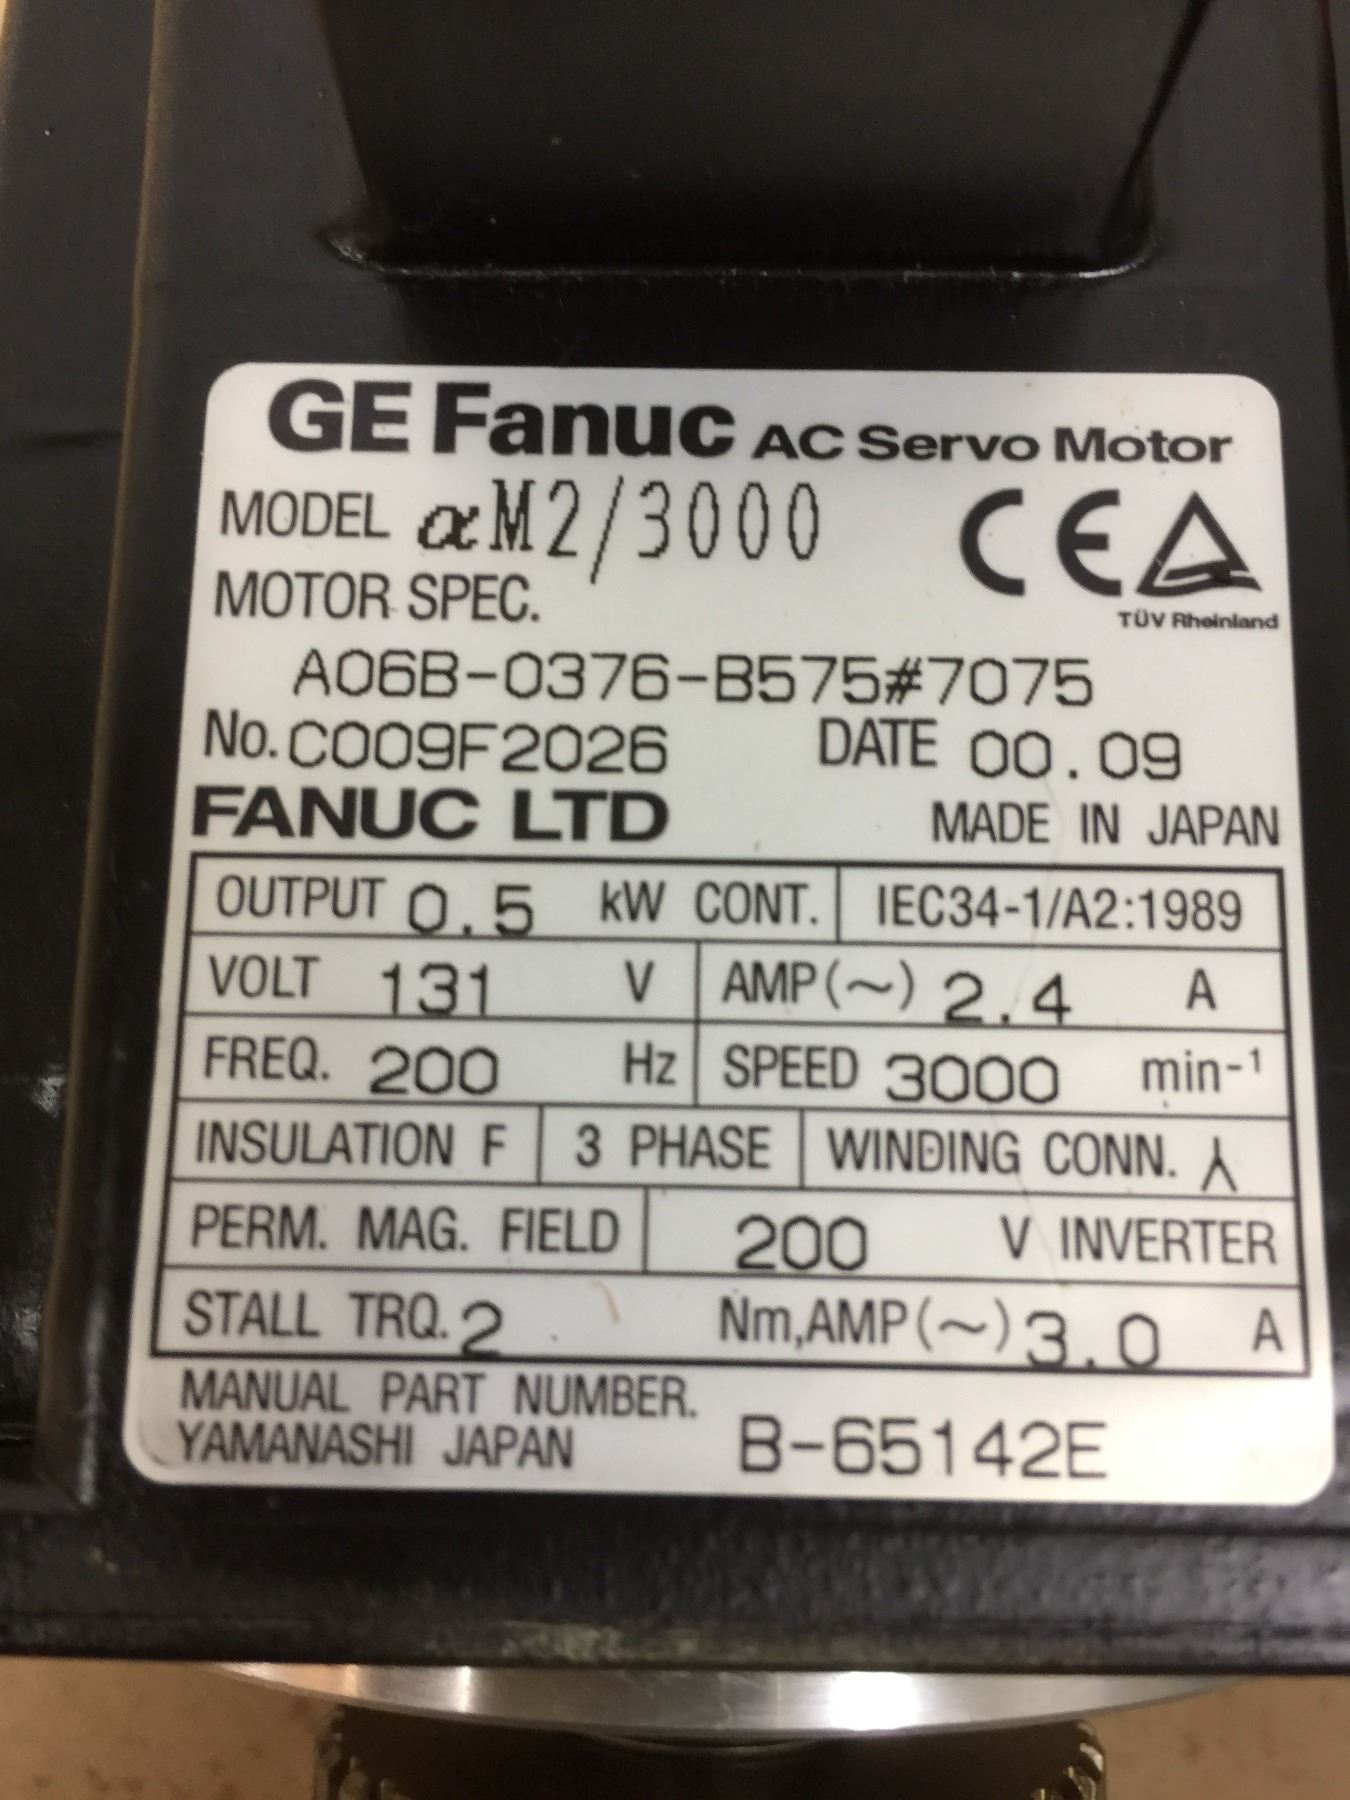 GE Fanuc AC Servo Motor
MODEL αM2/3000
CE
MOTOR SPEC.
TÜV Rheinland
A06B-0376-B575#7075
No. C009F2026 DATE 00.09
FANUC LTD MADE IN JAPAN
OUTPUT 0.5 kW CONT. IEC34-1/A2:1989
VOLT 131 V AMP(~) 2.4 A
FREQ. 200 Hz SPEED 3000 min-¹
INSULATION F 3 PHASE WINDING CONN. ⅄
PERM. MAG. FIELD 200 V INVERTER
STALL TRQ. 2 Nm,AMP(~) 3.0 A
MANUAL PART NUMBER.
YAMANASHI JAPAN B-65142E